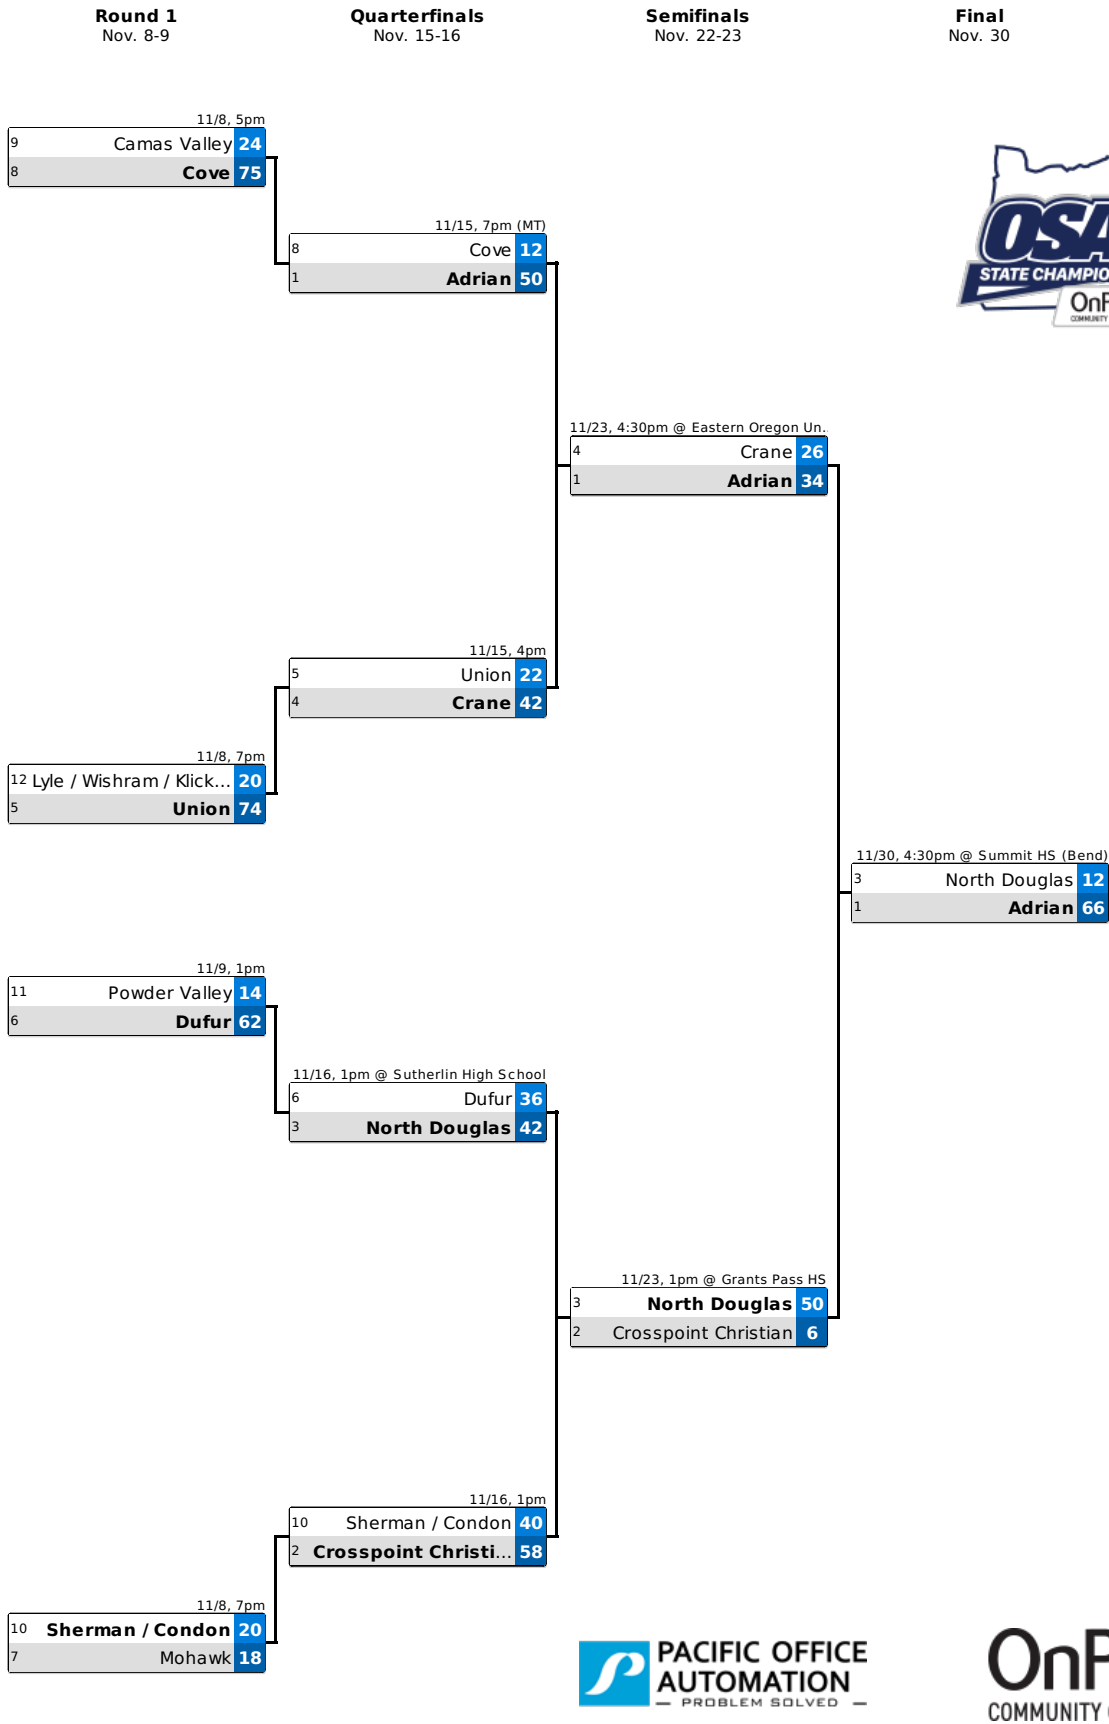 Round 1
Nov. 8-9
Quarterfinals
Nov. 15-16
Semifinals
Nov. 22-23
Final
Nov. 30
11/8, 5pm
9 Camas Valley 24
8 Cove 75
11/15, 7pm (MT)
8 Cove 12
1 Adrian 50
OSA
STATE CHAMPIO
OnP
11/23, 4:30pm @ Eastern Oregon Un.
4 Crane 26
1 Adrian 34
11/15, 4pm
5 Union 22
4 Crane 42
11/8, 7pm
12 Lyle / Wishram / Klick... 20
5 Union 74
11/30, 4:30pm @ Summit HS (Bend)
3 North Douglas 12
1 Adrian 66
11/9, 1pm
11 Powder Valley 14
6 Dufur 62
11/16, 1pm @ Sutherlin High School
6 Dufur 36
3 North Douglas 42
11/23, 1pm @ Grants Pass HS
3 North Douglas 50
2 Crosspoint Christian 6
11/16, 1pm
10 Sherman / Condon 40
2 Crosspoint Christi... 58
11/8, 7pm
10 Sherman / Condon 20
7 Mohawk 18
PACIFIC OFFICE
AUTOMATION
PROBLEM SOLVED
OnP
COMMUNITY